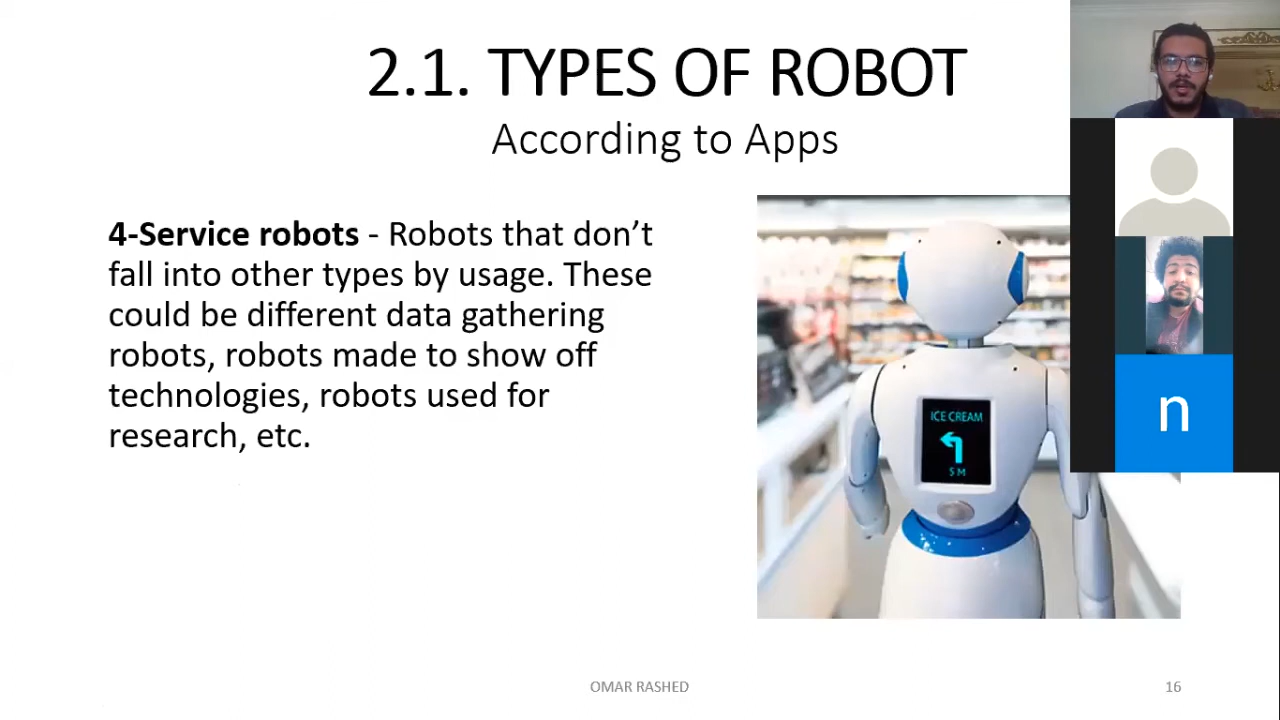 2.1. TYPES OF ROBOT
According to Apps
4-Service robots - Robots that don’t
fall into other types by usage. These
could be different data gathering
robots, robots made to show off
technologies, robots used for
research, etc.
ICE CREAM
5 M
n
OMAR RASHED
16